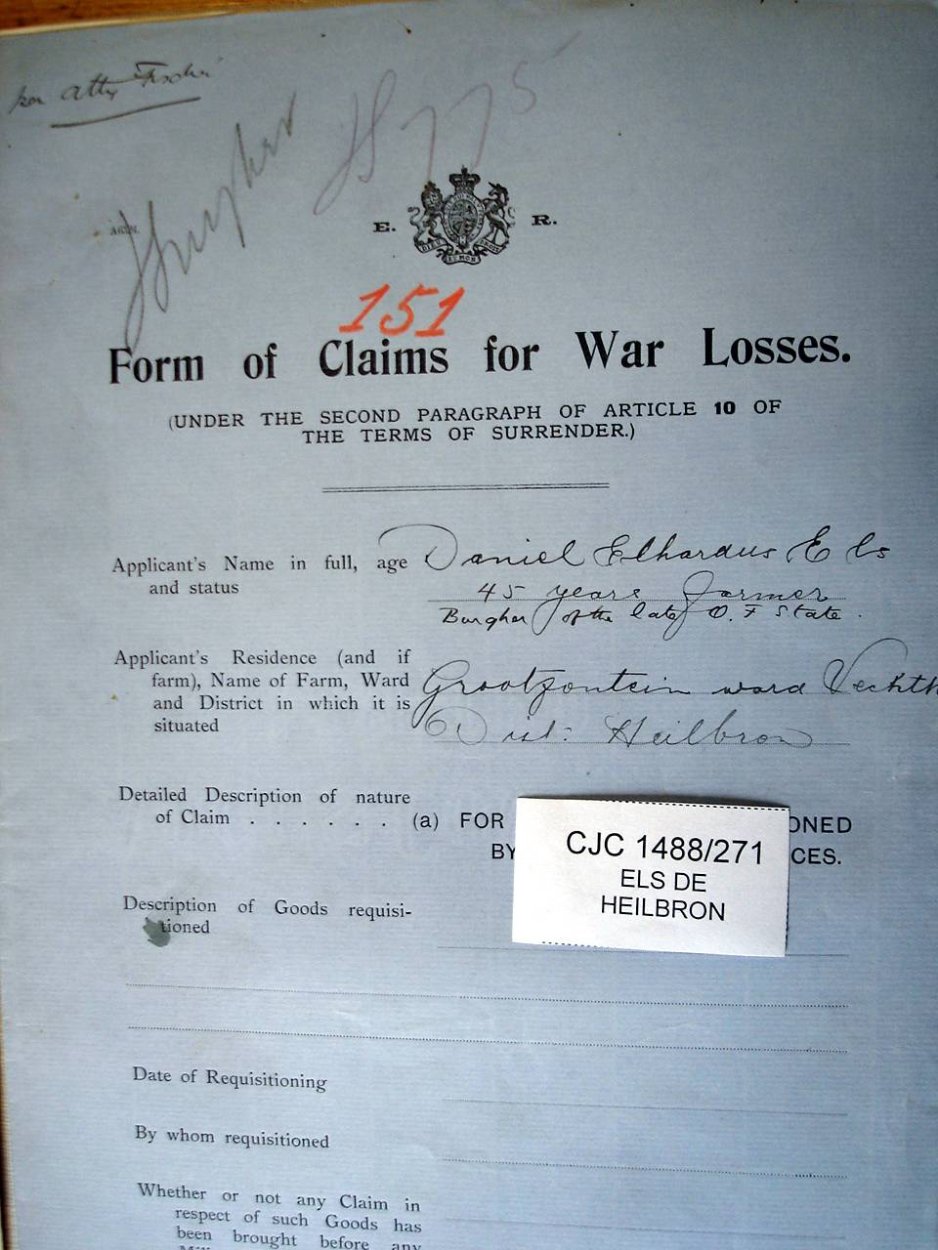 per Atty Fischer
H775
E. R.
151
Form of Claims for War Losses.
(UNDER THE SECOND PARAGRAPH OF ARTICLE 10 OF
THE TERMS OF SURRENDER.)
Applicant's Name in full, age Daniel Elhardus Els
and status 45 years farmer
Burgher of the late O. F State.
Applicant's Residence (and if
farm), Name of Farm, Ward Grootfontein ward Vechtk
and District in which it is
situated Dist: Heilbron
Detailed Description of nature
of Claim . . . . . . (a) FOR ONED
BY CES.
CJC 1488/271
ELS DE
HEILBRON
Description of Goods requisi-
tioned
Date of Requisitioning
By whom requisitioned
Whether or not any Claim in
respect of such Goods has
been brought before any